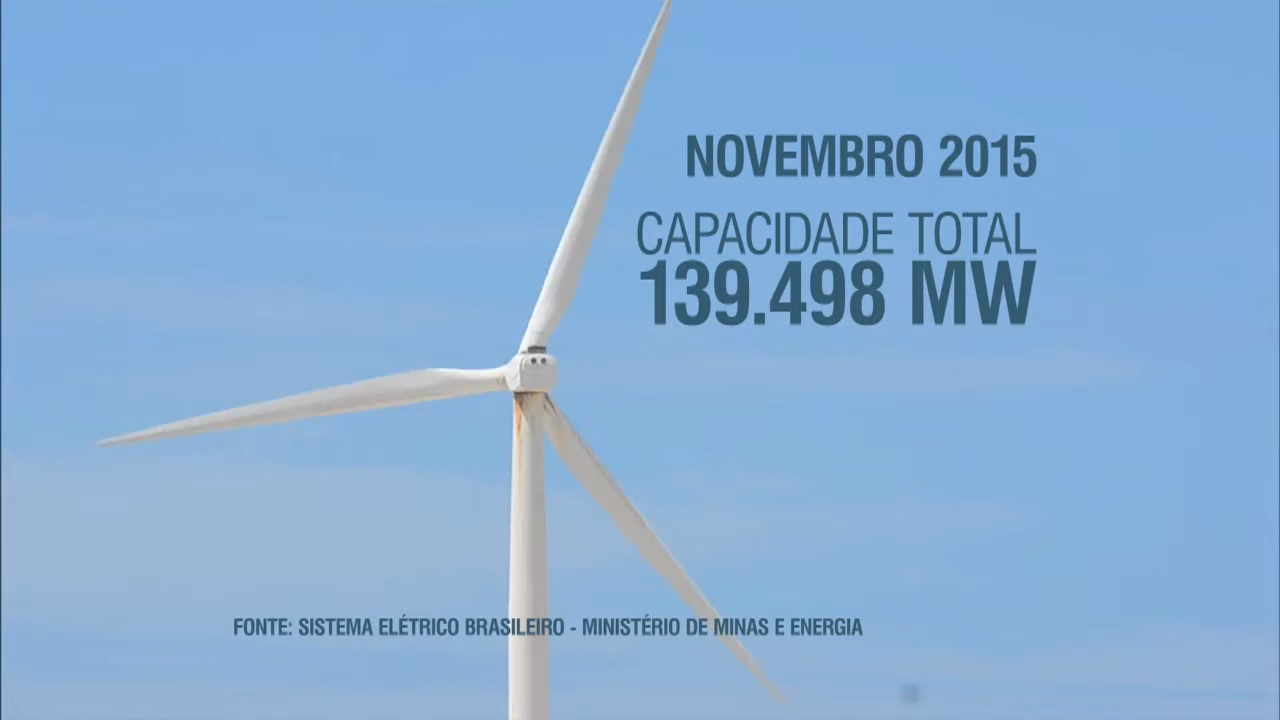 NOVEMBRO 2015
CAPACIDADE TOTAL
139.498 MW
FONTE: SISTEMA ELÉTRICO BRASILEIRO - MINISTÉRIO DE MINAS E ENERGIA